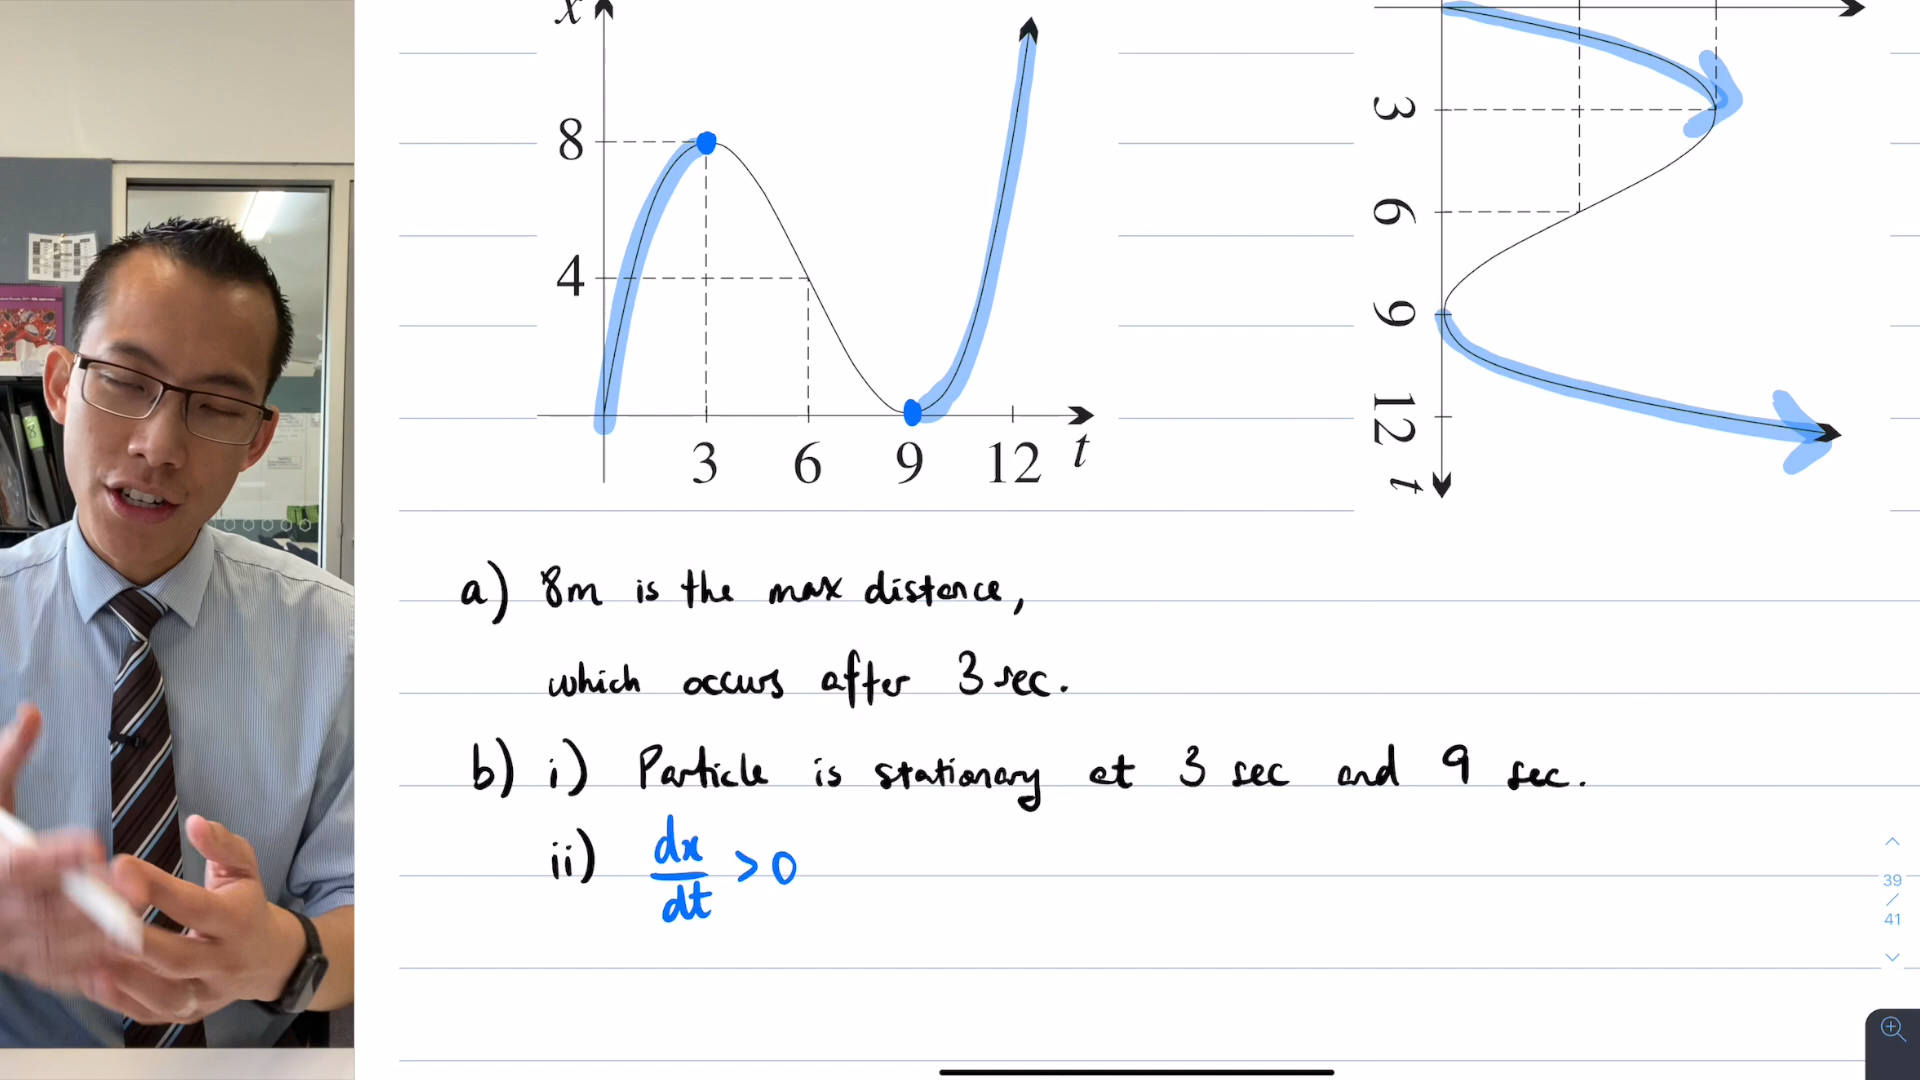 x
8
4
3
6
9
12
t
3
6
9
12
t
a) 8m is the max distance,
which occurs after 3 sec.
b) i) Particle is stationary at 3 sec and 9 sec.
ii) dx/dt > 0
39
/
41